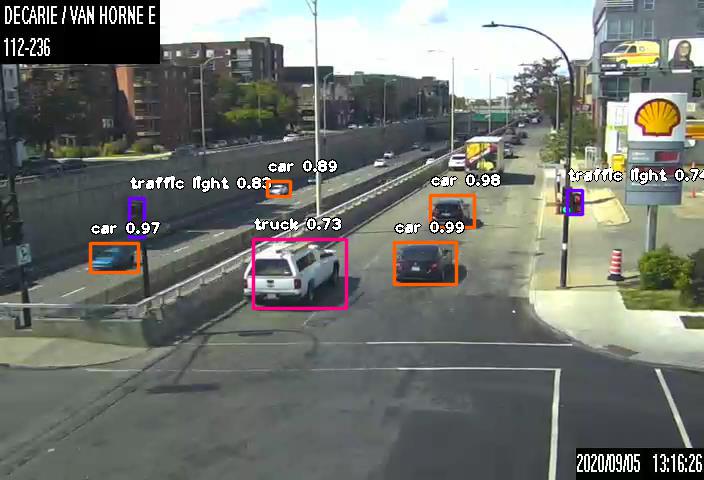 DECARIE / VAN HORNE E
112-236
car 0.89
traffic light 0.83
car 0.98
traffic light 0.74
car 0.97
truck 0.73
car 0.99
2020/09/05 13:16:26